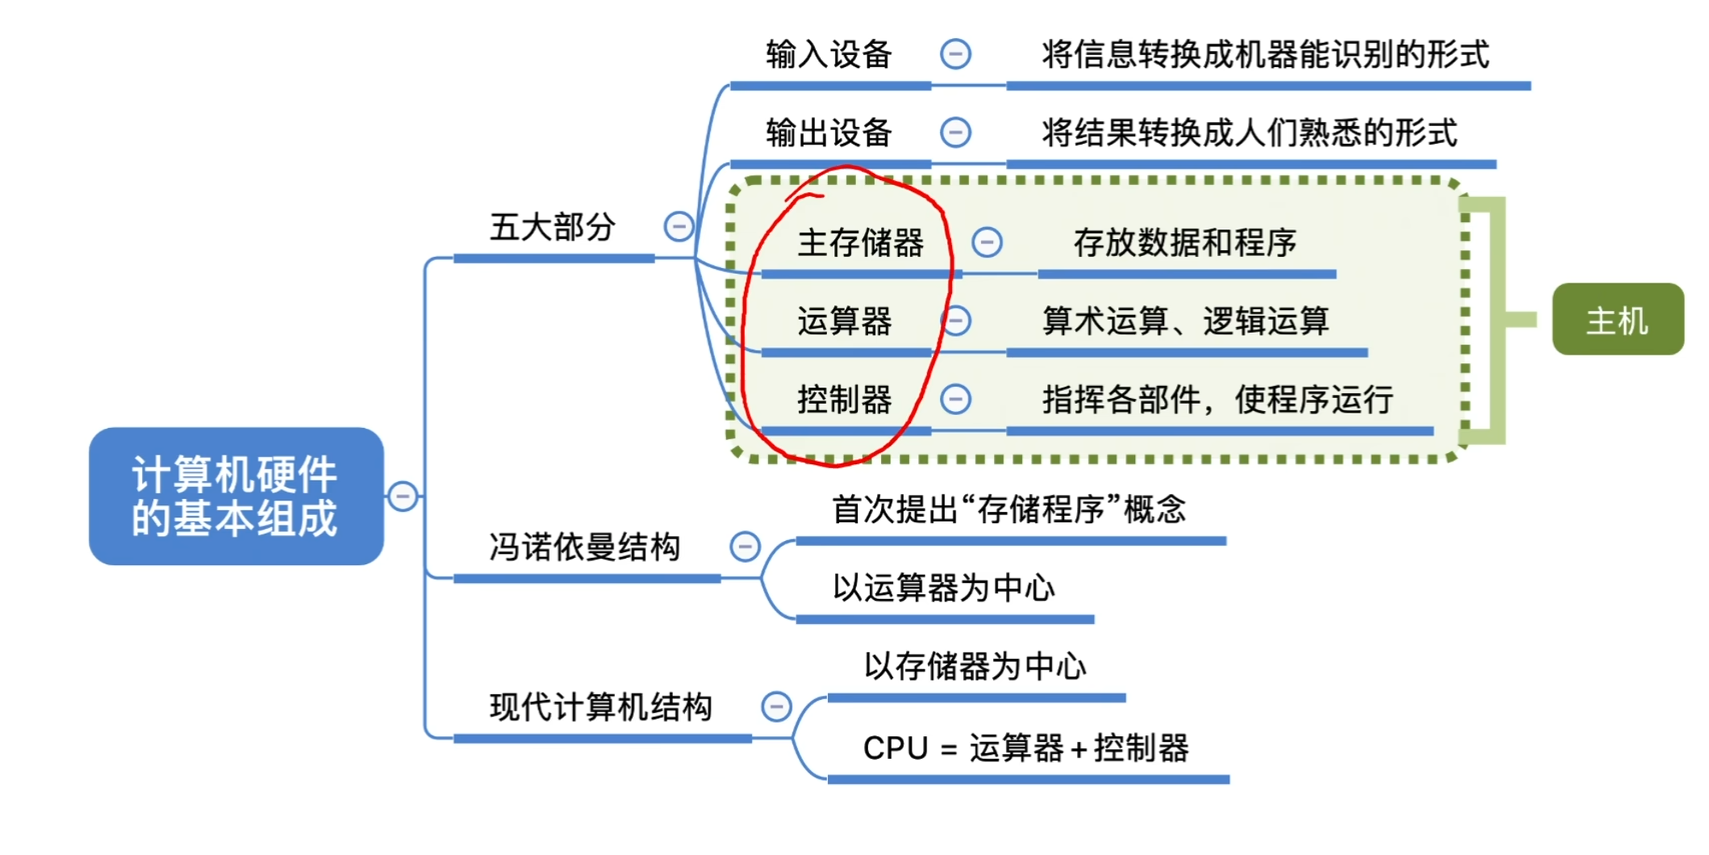 输入设备
将信息转换成机器能识别的形式
输出设备
将结果转换成人们熟悉的形式
五大部分
主存储器
存放数据和程序
运算器
算术运算、逻辑运算
控制器
指挥各部件，使程序运行
主机
计算机硬件
的基本组成
冯诺依曼结构
首次提出“存储程序”概念
以运算器为中心
现代计算机结构
以存储器为中心
CPU = 运算器+控制器